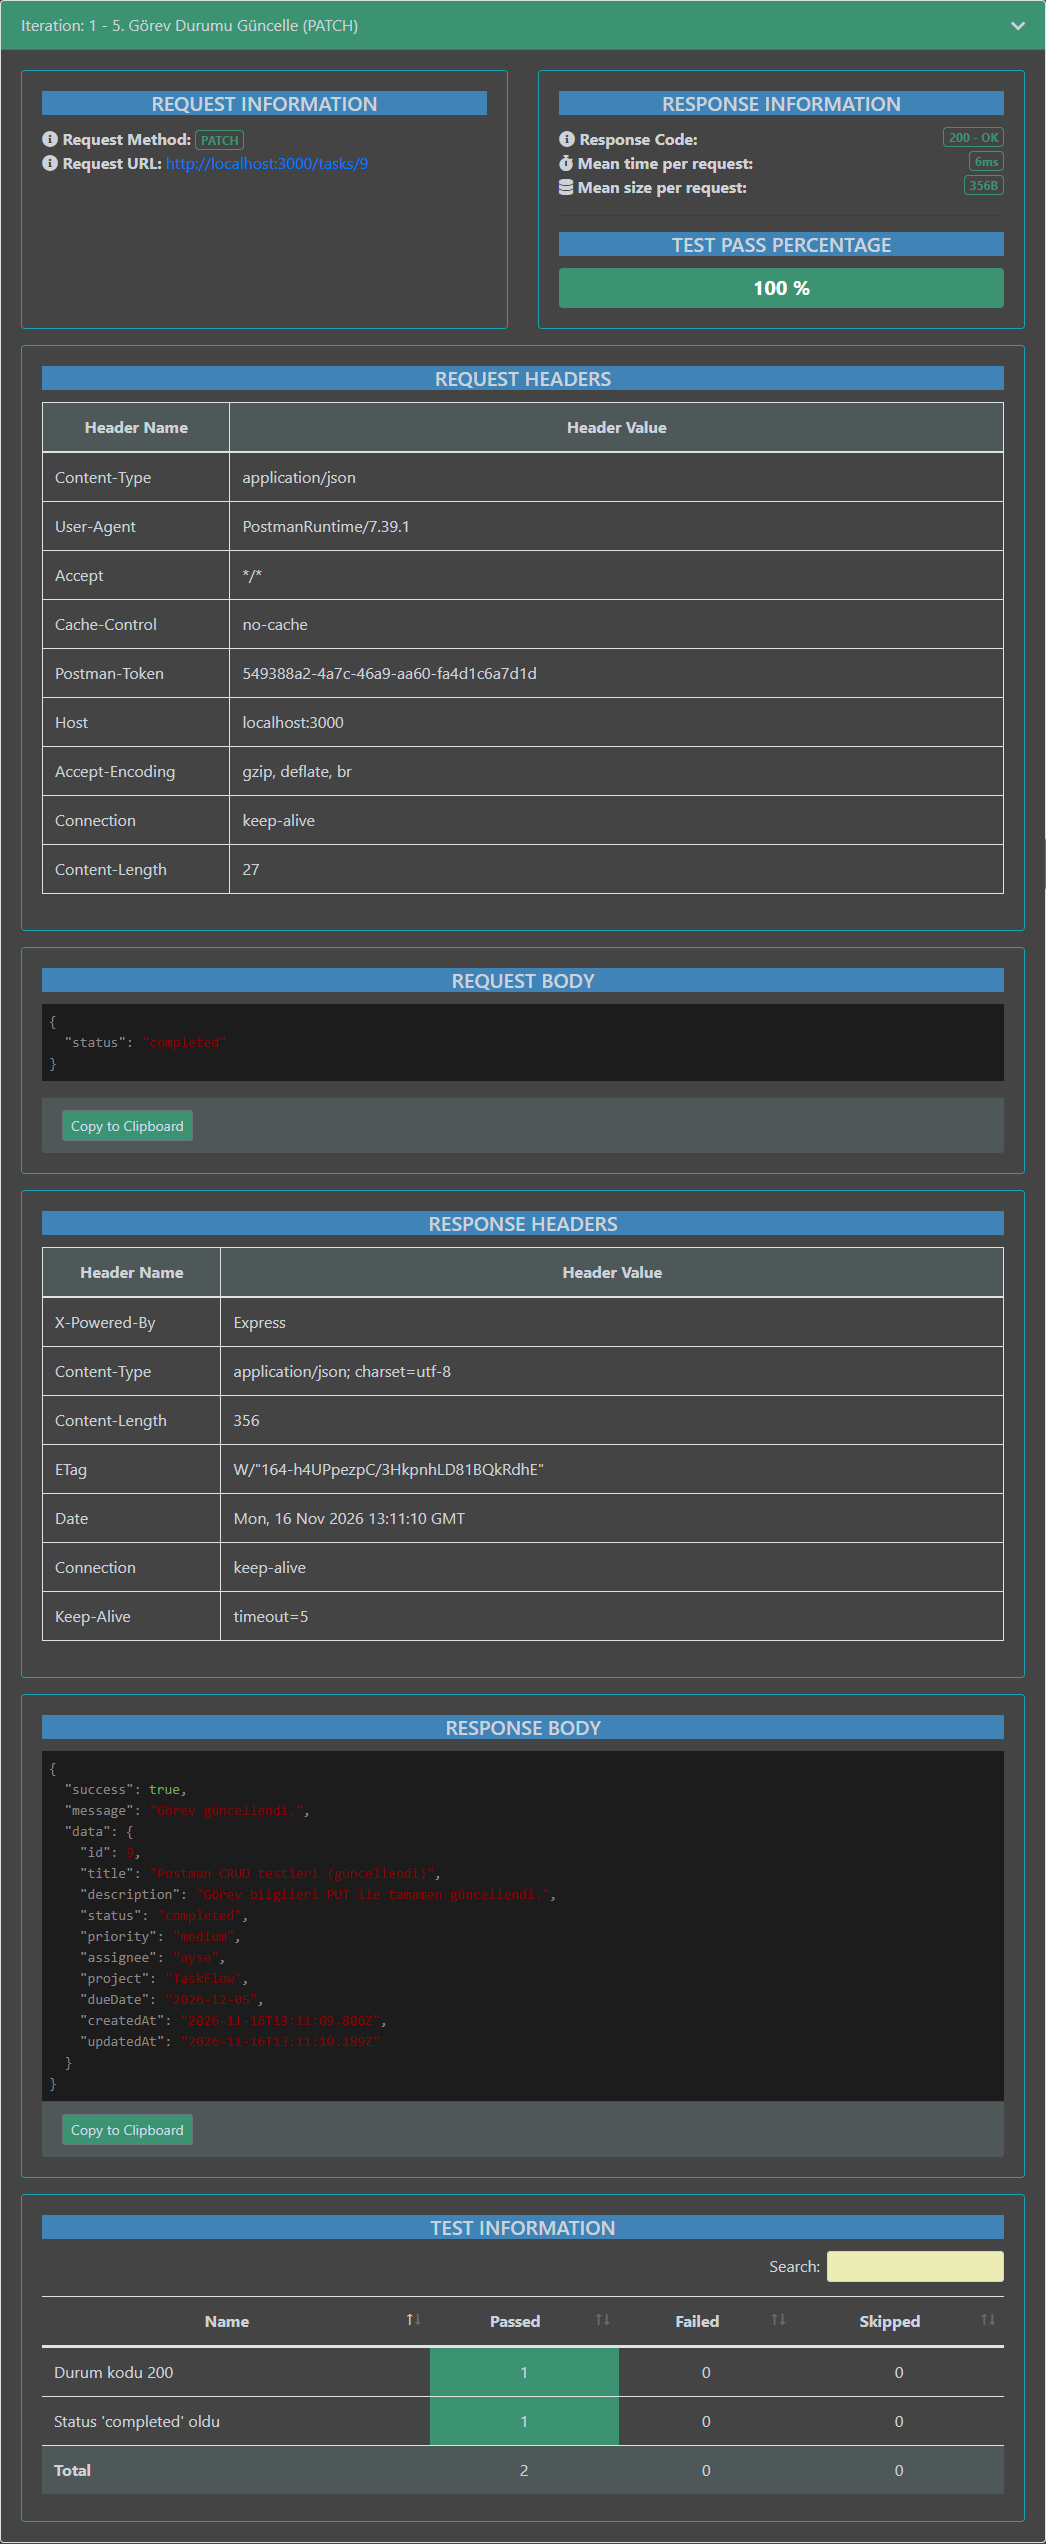 Iteration: 1 - 5. Görev Durumu Güncelle (PATCH)
REQUEST INFORMATION
Request Method: PATCH
Request URL: http://localhost:3000/tasks/9
RESPONSE INFORMATION
Response Code: 200 - OK
Mean time per request: 6ms
Mean size per request: 356B
TEST PASS PERCENTAGE
100 %
REQUEST HEADERS
Header Name Header Value
Content-Type application/json
User-Agent PostmanRuntime/7.39.1
Accept */*
Cache-Control no-cache
Postman-Token 549388a2-4a7c-46a9-aa60-fa4d1c6a7d1d
Host localhost:3000
Accept-Encoding gzip, deflate, br
Connection keep-alive
Content-Length 27
REQUEST BODY
{
"status": "completed"
}
Copy to Clipboard
RESPONSE HEADERS
Header Name Header Value
X-Powered-By Express
Content-Type application/json; charset=utf-8
Content-Length 356
ETag W/"164-h4UPpezpC/3HkpnhLD81BQkRdhE"
Date Mon, 16 Nov 2026 13:11:10 GMT
Connection keep-alive
Keep-Alive timeout=5
RESPONSE BODY
{
"success": true,
"message": "Görev güncellendi.",
"data": {
"id": 9,
"title": "Postman CRUD testleri (güncellendi)",
"description": "Görev bilgileri PUT ile tamamen güncellendi.",
"status": "completed",
"priority": "medium",
"assignee": "ayse",
"project": "TaskFlow",
"dueDate": "2026-12-05",
"createdAt": "2026-11-16T13:11:09.806Z",
"updatedAt": "2026-11-16T13:11:10.189Z"
}
}
Copy to Clipboard
TEST INFORMATION
Search:
Name Passed Failed Skipped
Durum kodu 200 1 0 0
Status 'completed' oldu 1 0 0
Total 2 0 0